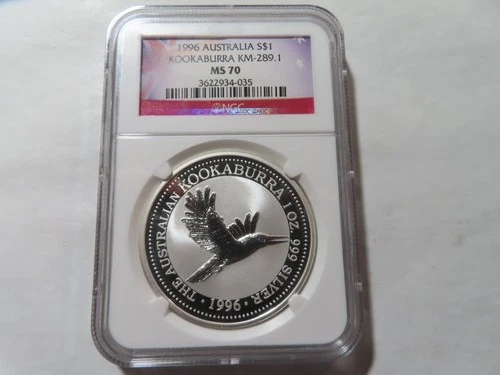 1996 AUSTRALIA S$1
KOOKABURRA KM-289.1
MS 70
3622934-035
NGC
THE AUSTRALIAN KOOKABURRA 1 OZ. 999 SILVER
· 1996 ·